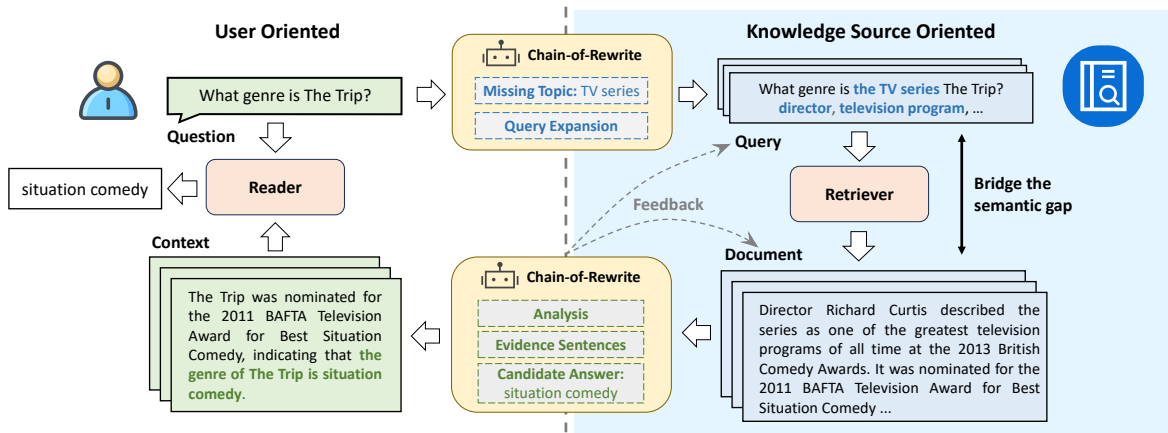 User Oriented
Knowledge Source Oriented
Chain-of-Rewrite
Missing Topic: TV series
Query Expansion
What genre is The Trip?
Question
What genre is the TV series The Trip?
director, television program, ...
Query
Reader
situation comedy
Retriever
Bridge the
semantic gap
Feedback
Context
The Trip was nominated for
the 2011 BAFTA Television
Award for Best Situation
Comedy, indicating that the
genre of The Trip is situation
comedy.
Chain-of-Rewrite
Analysis
Evidence Sentences
Candidate Answer:
situation comedy
Document
Director Richard Curtis described the
series as one of the greatest television
programs of all time at the 2013 British
Comedy Awards. It was nominated for the
2011 BAFTA Television Award for Best
Situation Comedy ...